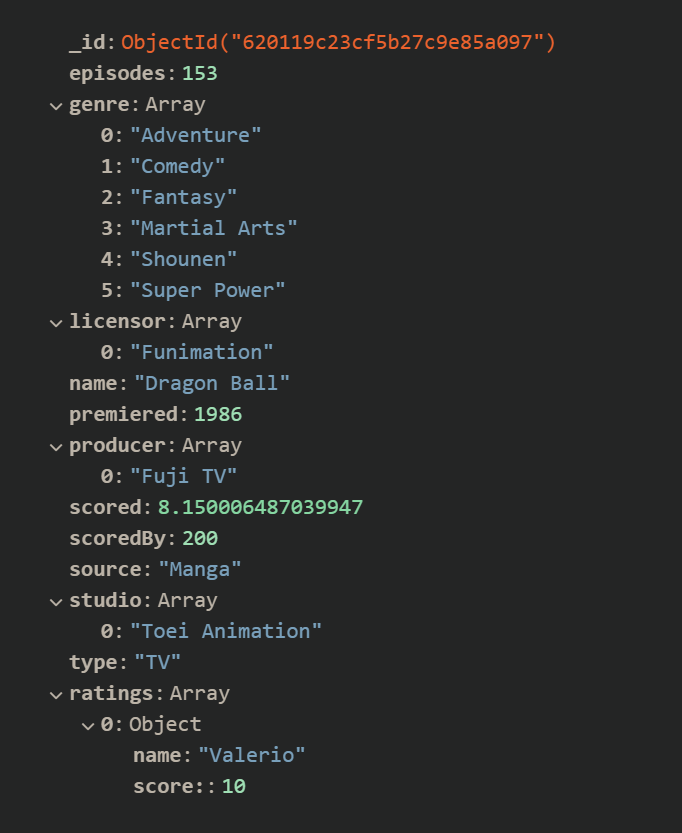 _id: ObjectId("620119c23cf5b27c9e85a097")
episodes: 153
genre: Array
0: "Adventure"
1: "Comedy"
2: "Fantasy"
3: "Martial Arts"
4: "Shounen"
5: "Super Power"
licensor: Array
0: "Funimation"
name: "Dragon Ball"
premiered: 1986
producer: Array
0: "Fuji TV"
scored: 8.150006487039947
scoredBy: 200
source: "Manga"
studio: Array
0: "Toei Animation"
type: "TV"
ratings: Array
0: Object
name: "Valerio"
score:: 10